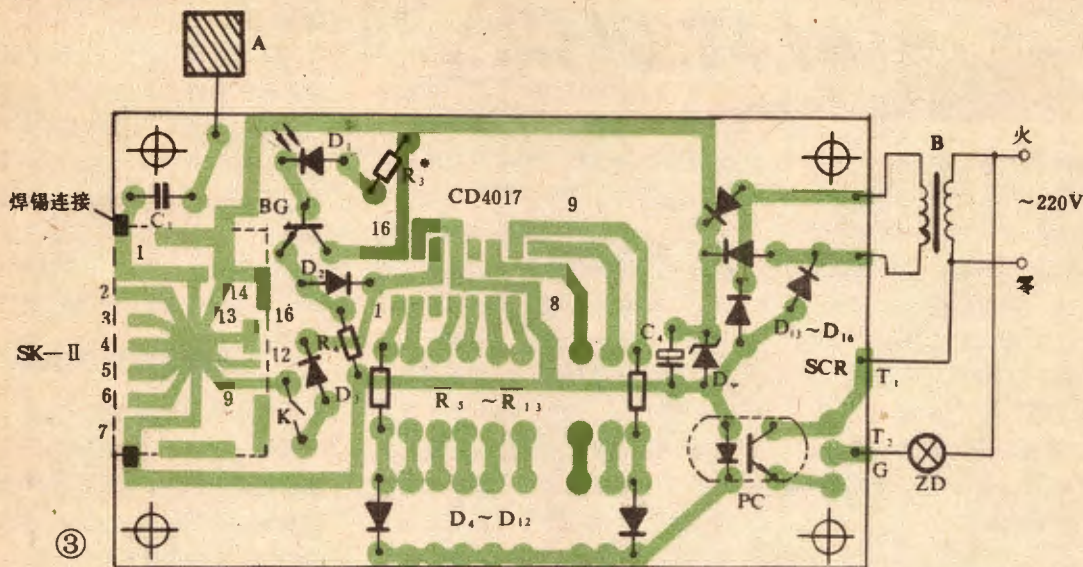 A
火
B
D₁
R₃*
焊锡连接
CD4017
9
~220V
C₁
BG
16
1
零
D₂
2
14
1
8
3
13
16
D₁₃~D₁₆
C₄
SK—II
4
12
SCR
T₁
5
D₃
6
9
R₅ ~R₁₃
K
7
T₂
G
ZD
PC
D₄~D₁₂
③